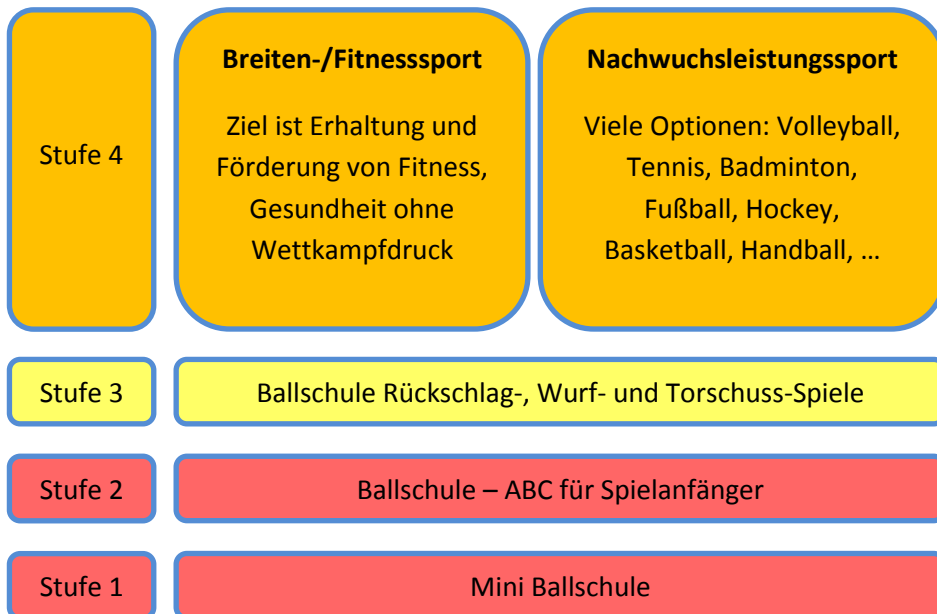 Stufe 4
Breiten-/Fitnesssport
Ziel ist Erhaltung und
Förderung von Fitness,
Gesundheit ohne
Wettkampfdruck
Nachwuchsleistungssport
Viele Optionen: Volleyball,
Tennis, Badminton,
Fußball, Hockey,
Basketball, Handball, …
Stufe 3
Ballschule Rückschlag-, Wurf- und Torschuss-Spiele
Stufe 2
Ballschule – ABC für Spielanfänger
Stufe 1
Mini Ballschule